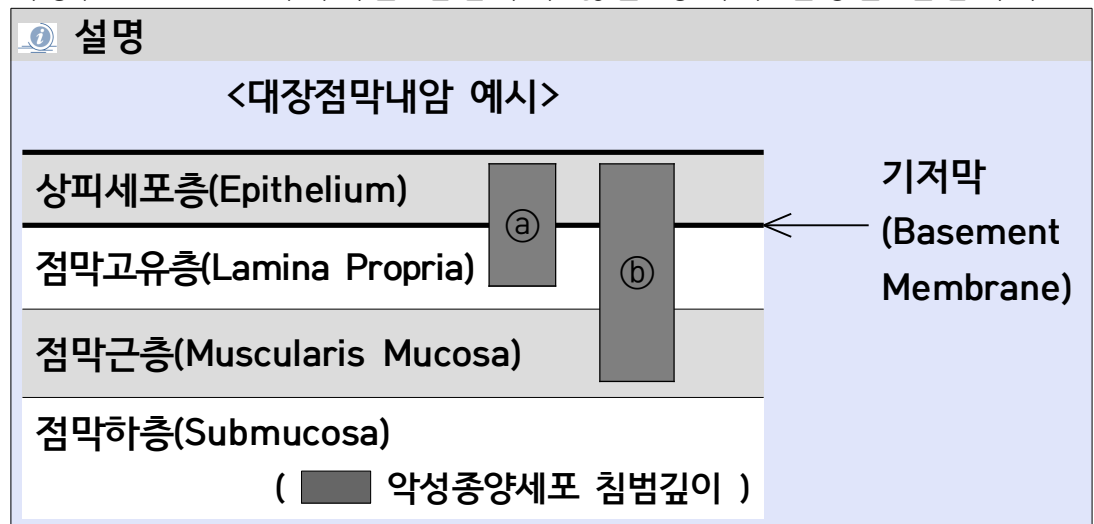 설명
<대장점막내암 예시>
상피세포층(Epithelium)
ⓐ
기저막
(Basement
Membrane)
점막고유층(Lamina Propria)
ⓑ
점막근층(Muscularis Mucosa)
점막하층(Submucosa)
( 악성종양세포 침범깊이 )